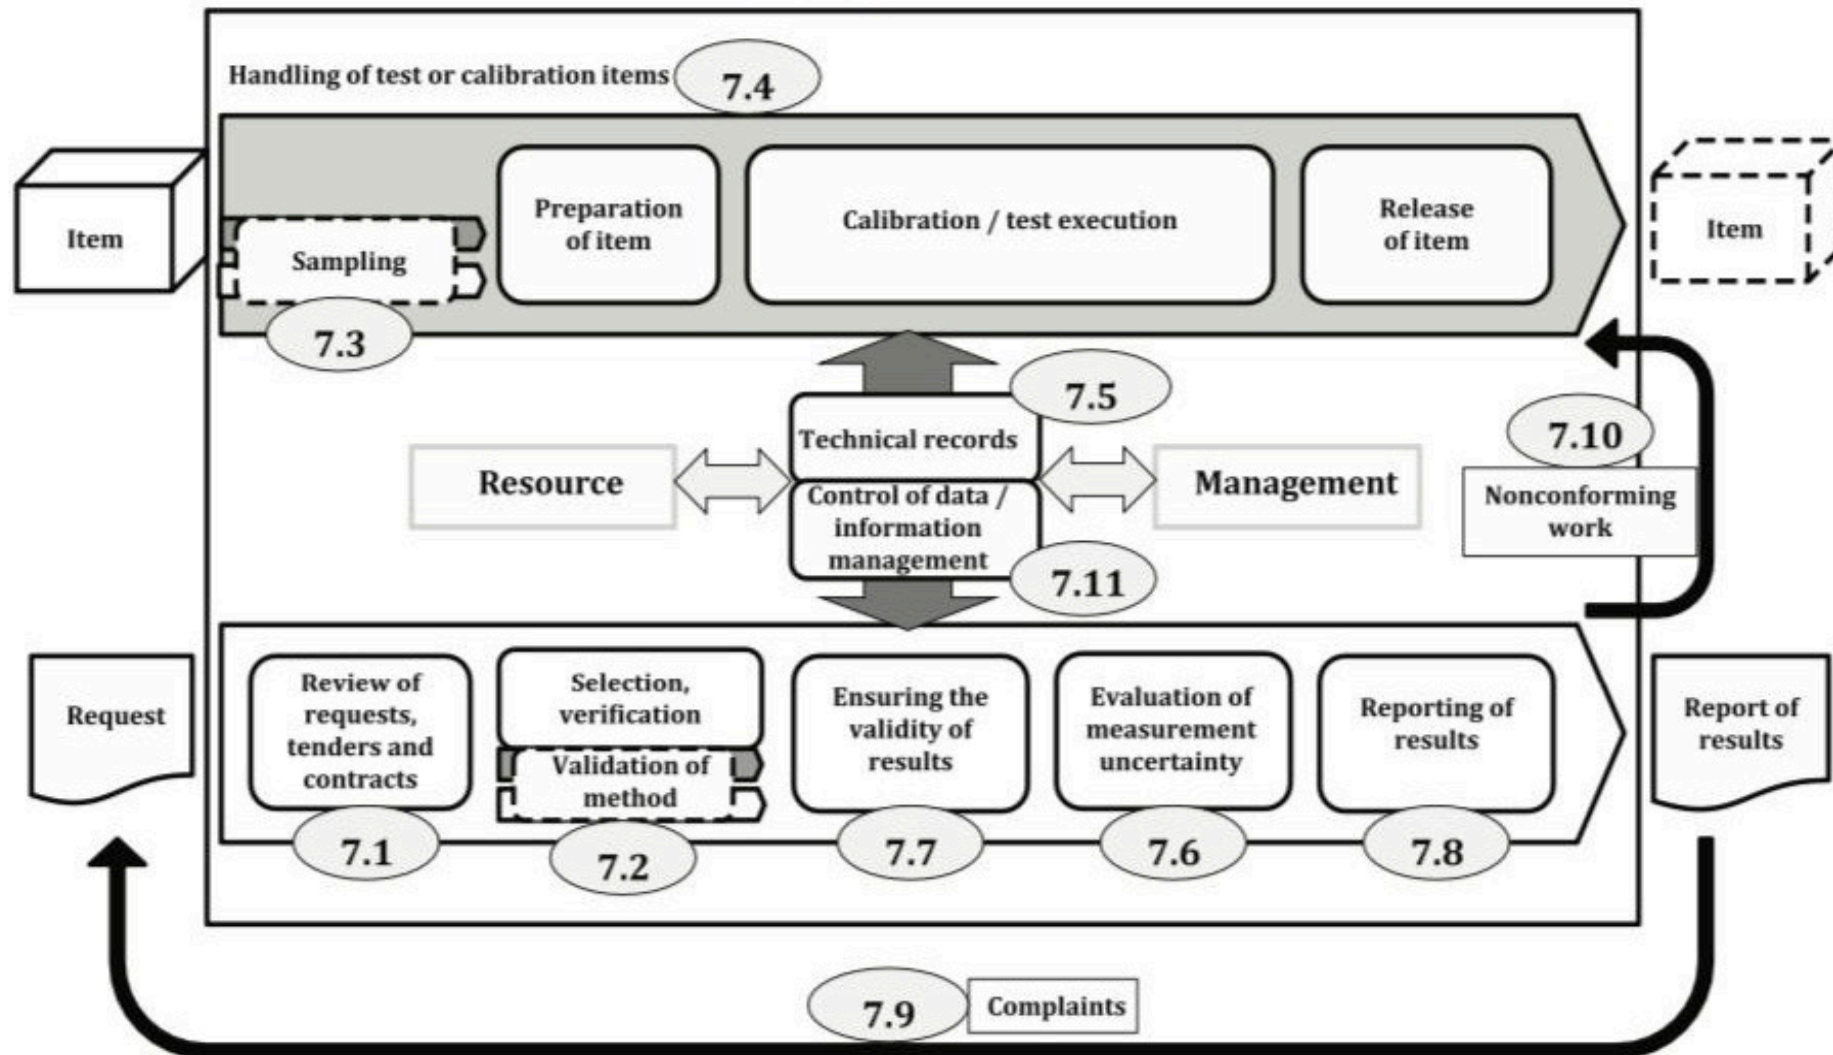 Handling of test or calibration items
7.4
Item
Sampling
7.3
Preparation
of item
Calibration / test execution
Release
of item
Item
7.5
Technical records
Resource
Management
Control of data /
information
management
7.11
7.10
Nonconforming
work
Request
Review of
requests,
tenders and
contracts
7.1
Selection,
verification
Validation of
method
7.2
Ensuring the
validity of
results
7.7
Evaluation of
measurement
uncertainty
7.6
Reporting of
results
7.8
Report of
results
7.9
Complaints